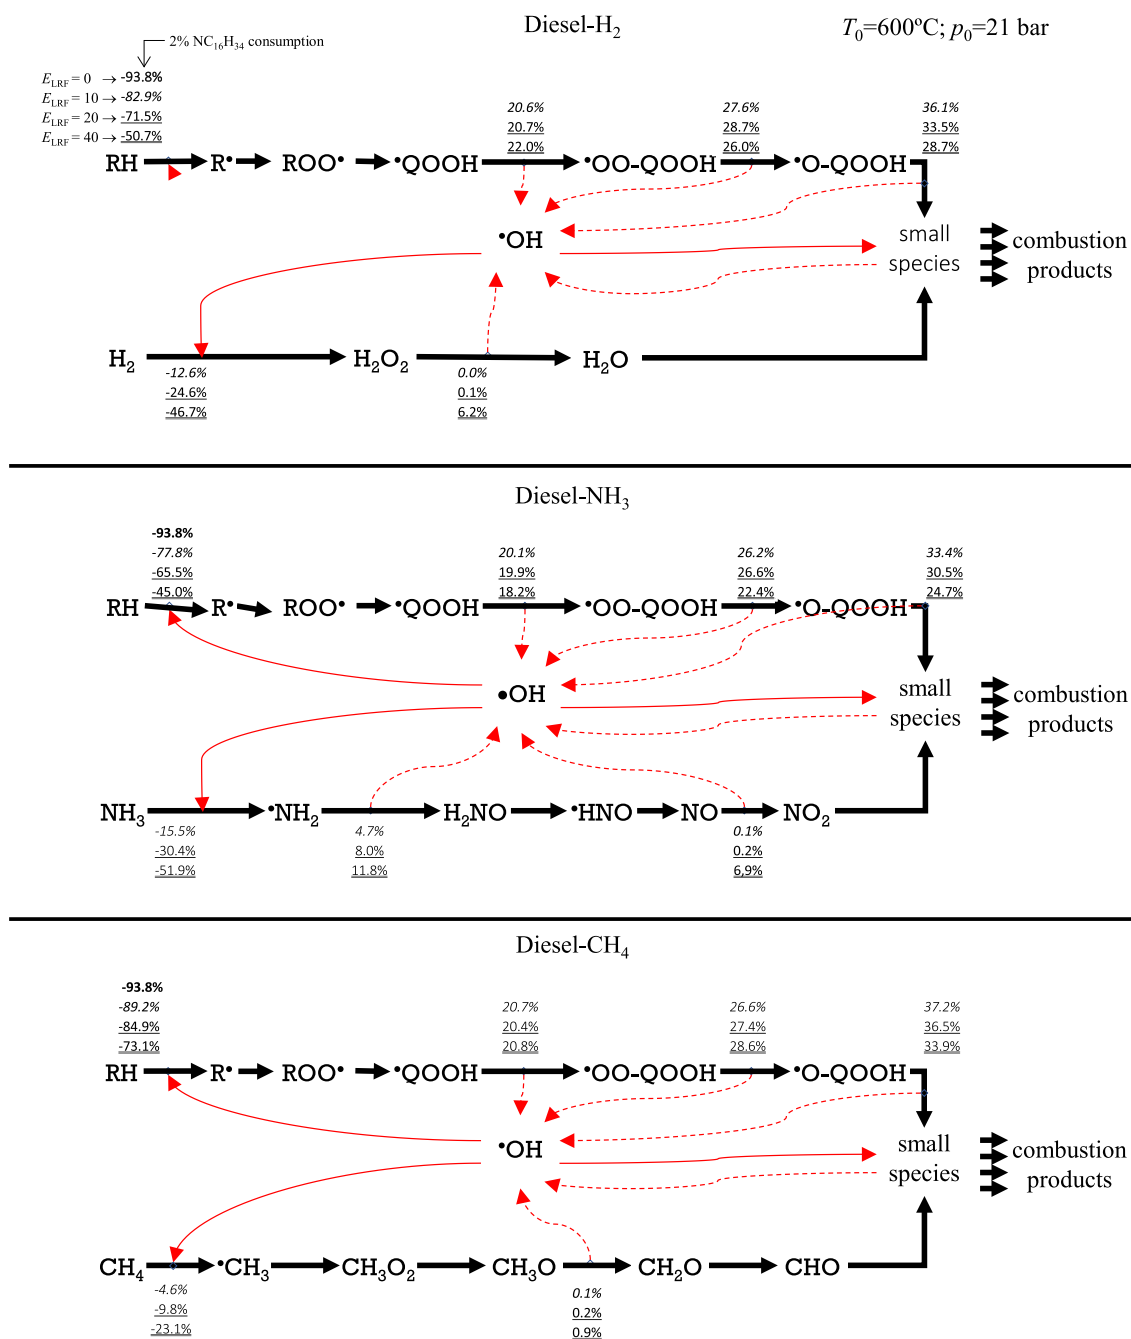 Diesel-H2
T0=600ºC; p0=21 bar
2% NC16H34 consumption
ELRF = 0 → -93.8%
ELRF = 10 → -82.9%
ELRF = 20 → -71.5%
ELRF = 40 → -50.7%
20.6%
20.7%
22.0%
27.6%
28.7%
26.0%
36.1%
33.5%
28.7%
RH R• ROO• •QOOH •OO-QOOH •O-QOOH
•OH
small
species
combustion
products
H2 H2O2 H2O
-12.6%
-24.6%
-46.7%
0.0%
0.1%
6.2%
Diesel-NH3
-93.8%
-77.8%
-65.5%
-45.0%
20.1%
19.9%
18.2%
26.2%
26.6%
22.4%
33.4%
30.5%
24.7%
RH R• ROO• •QOOH •OO-QOOH •O-QOOH
•OH
small
species
combustion
products
NH3 •NH2 H2NO •HNO NO NO2
-15.5%
-30.4%
-51.9%
4.7%
8.0%
11.8%
0.1%
0.2%
6,9%
Diesel-CH4
-93.8%
-89.2%
-84.9%
-73.1%
20.7%
20.4%
20.8%
26.6%
27.4%
28.6%
37.2%
36.5%
33.9%
RH R• ROO• •QOOH •OO-QOOH •O-QOOH
•OH
small
species
combustion
products
CH4 •CH3 CH3O2 CH3O CH2O CHO
-4.6%
-9.8%
-23.1%
0.1%
0.2%
0.9%